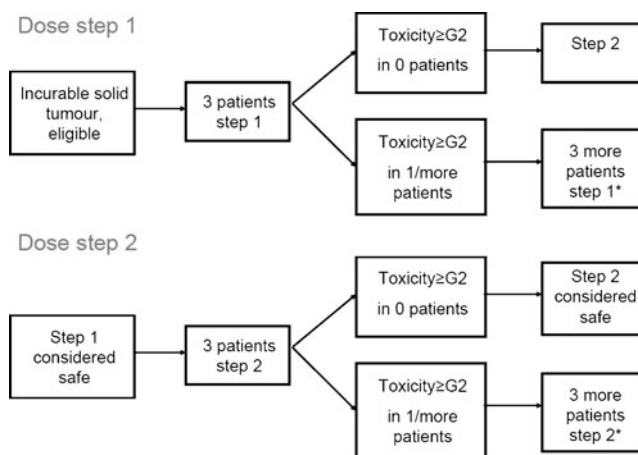 Dose step 1
Incurable solid
tumour,
eligible
3 patients
step 1
Toxicity≥G2
in 0 patients
Step 2
Toxicity≥G2
in 1/more
patients
3 more
patients
step 1*
Dose step 2
Step 1
considered
safe
3 patients
step 2
Toxicity≥G2
in 0 patients
Step 2
considered
safe
Toxicity≥G2
in 1/more
patients
3 more
patients
step 2*